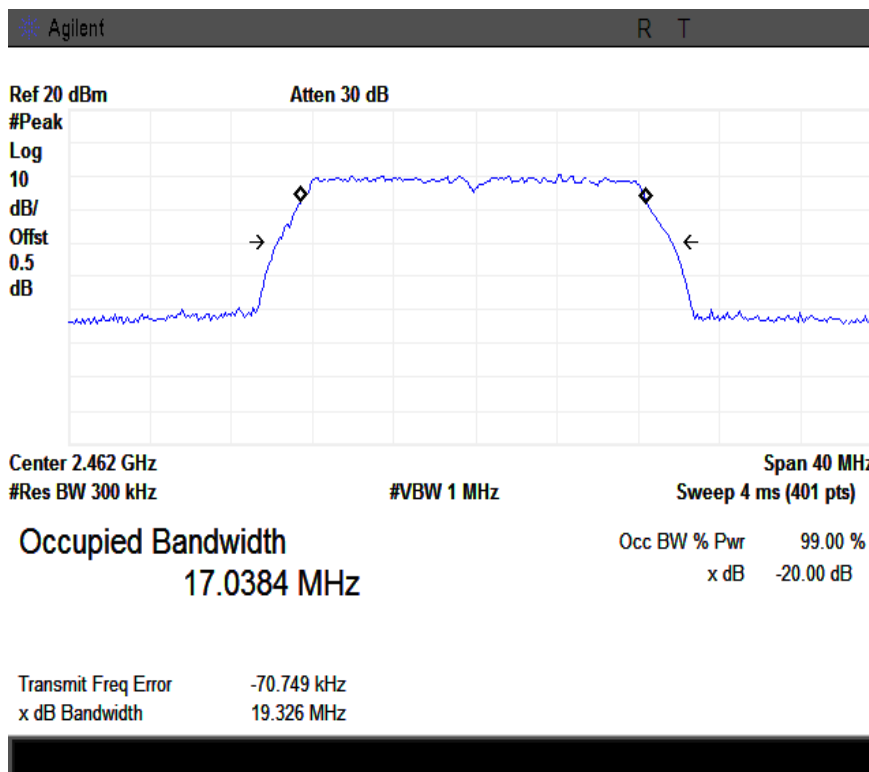 Agilent R T
Ref 20 dBm Atten 30 dB
#Peak
Log
10
dB/
Offst
0.5
dB
Center 2.462 GHz Span 40 MHz
#Res BW 300 kHz #VBW 1 MHz Sweep 4 ms (401 pts)
Occupied Bandwidth Occ BW % Pwr 99.00 %
17.0384 MHz x dB -20.00 dB
Transmit Freq Error -70.749 kHz
x dB Bandwidth 19.326 MHz